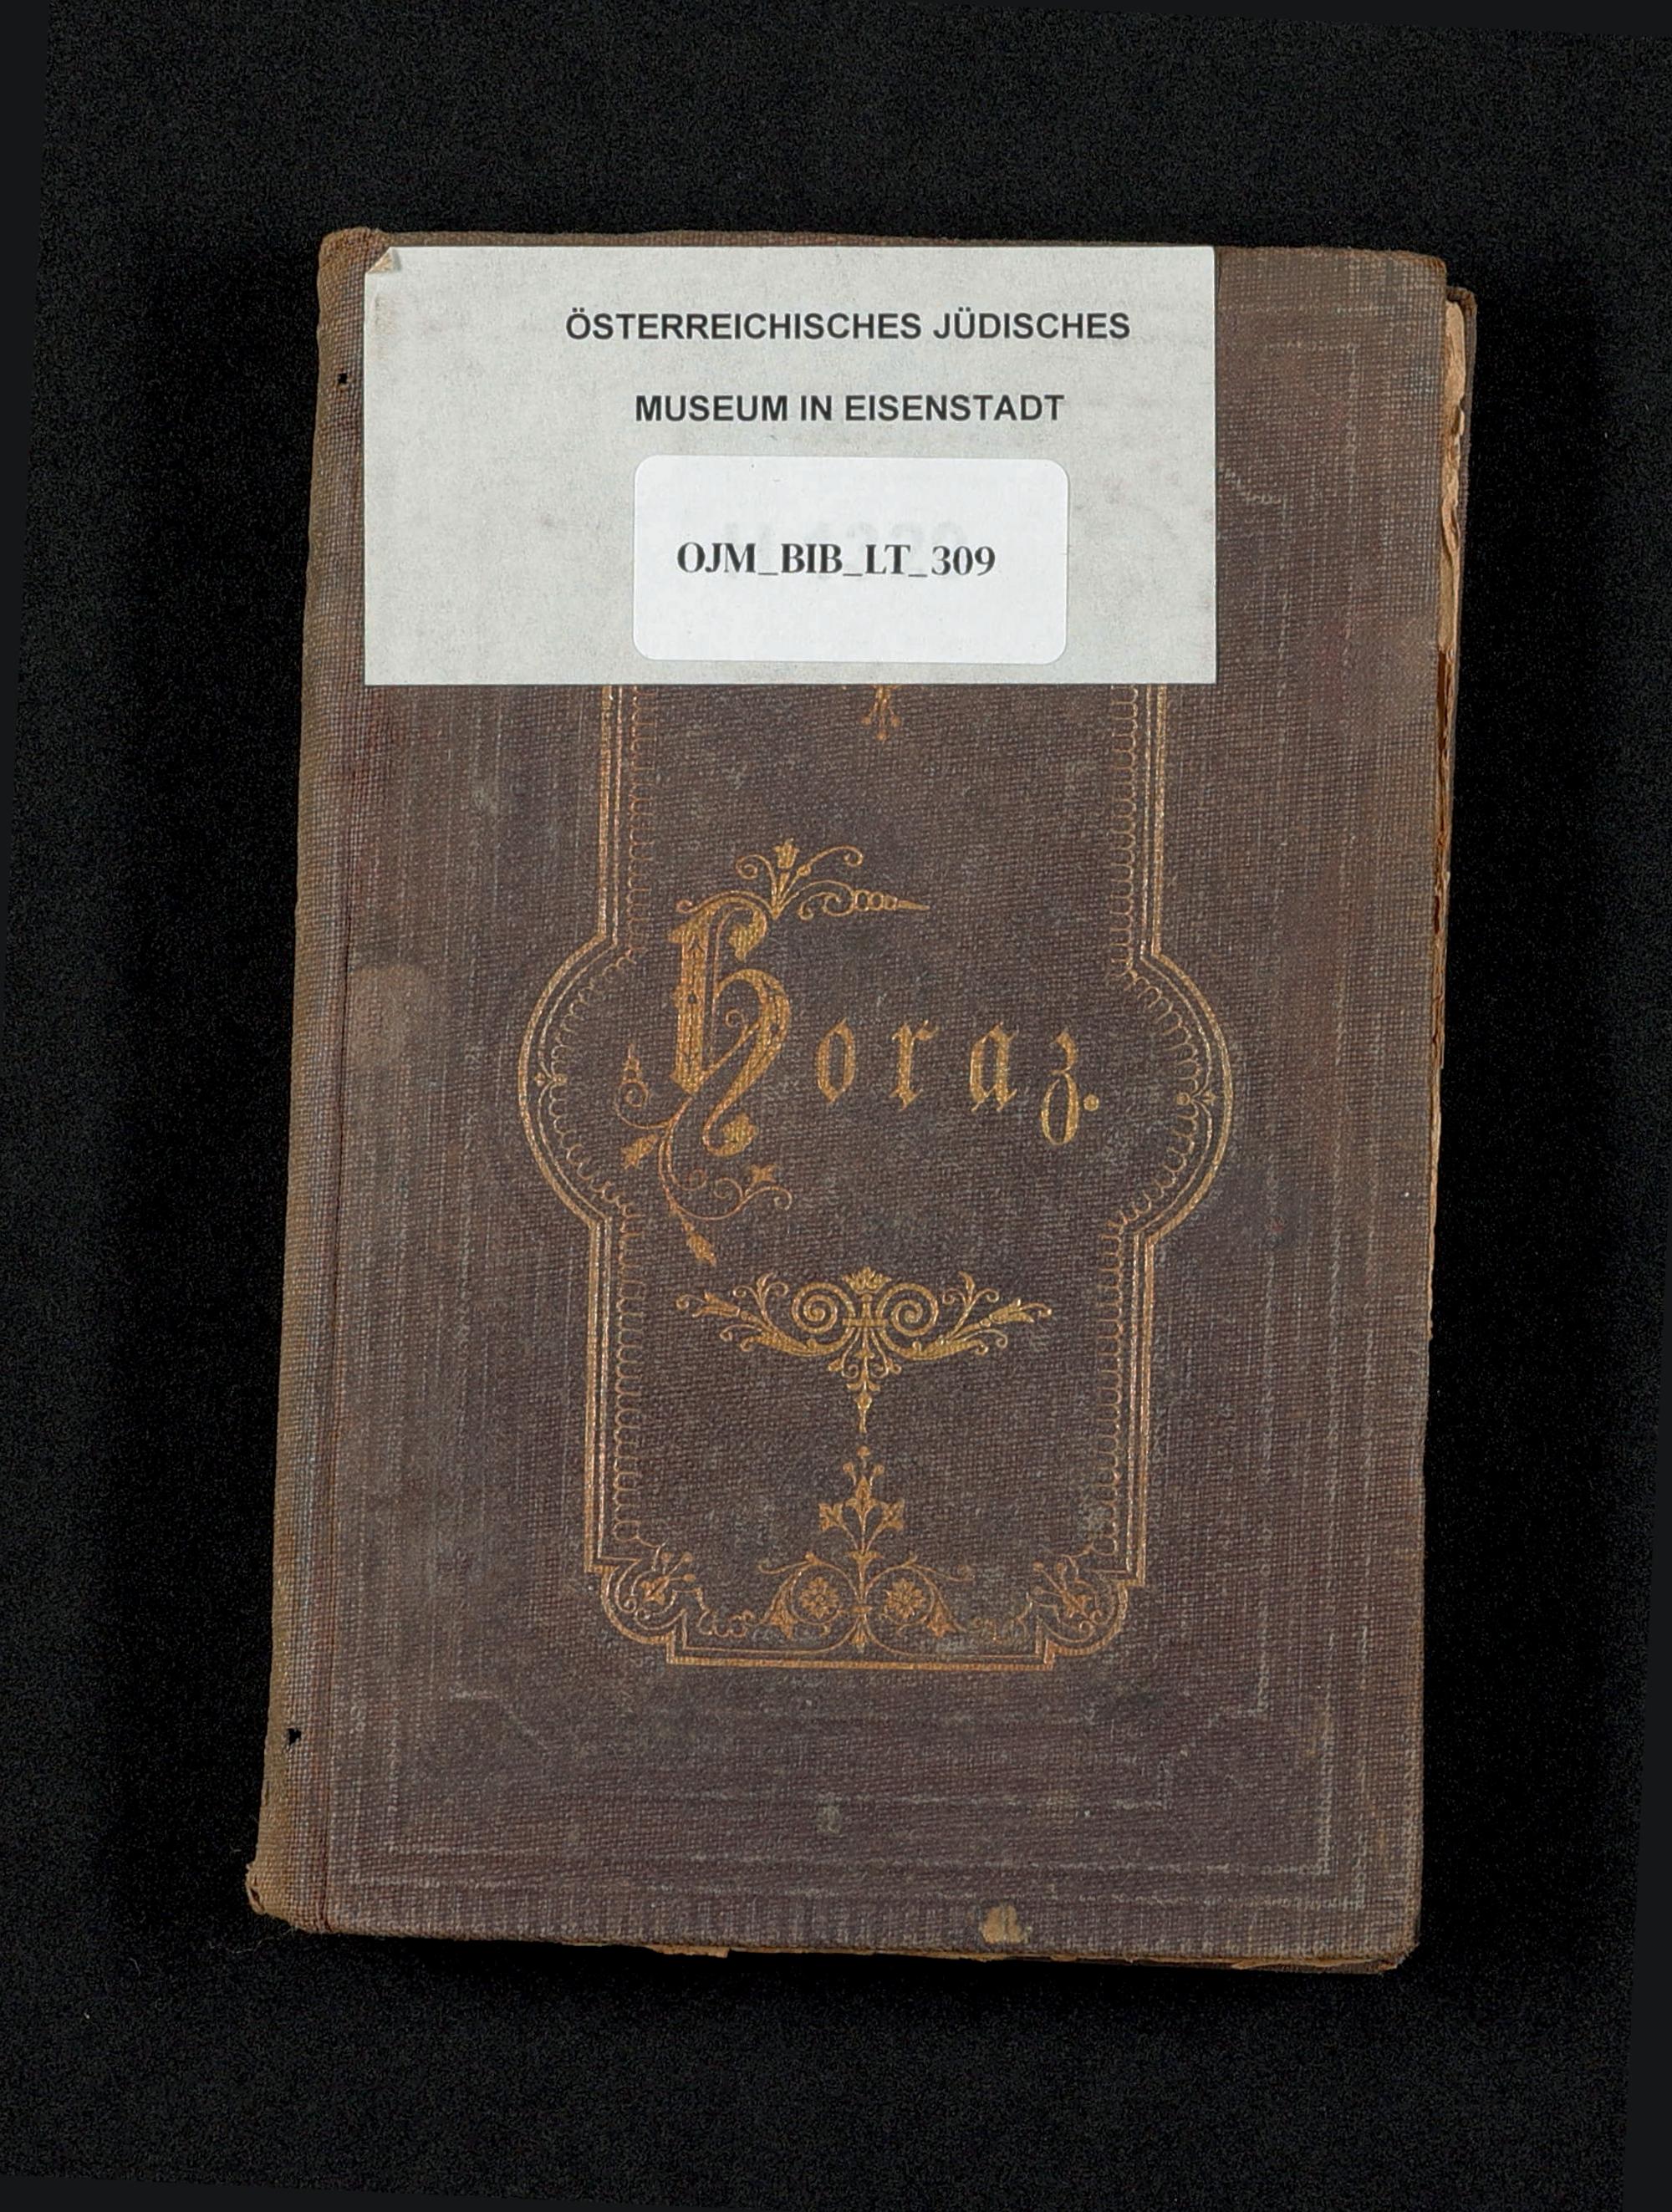 ÖSTERREICHISCHES JÜDISCHES
MUSEUM IN EISENSTADT
OJM_BIB_LT_309
Horaz.